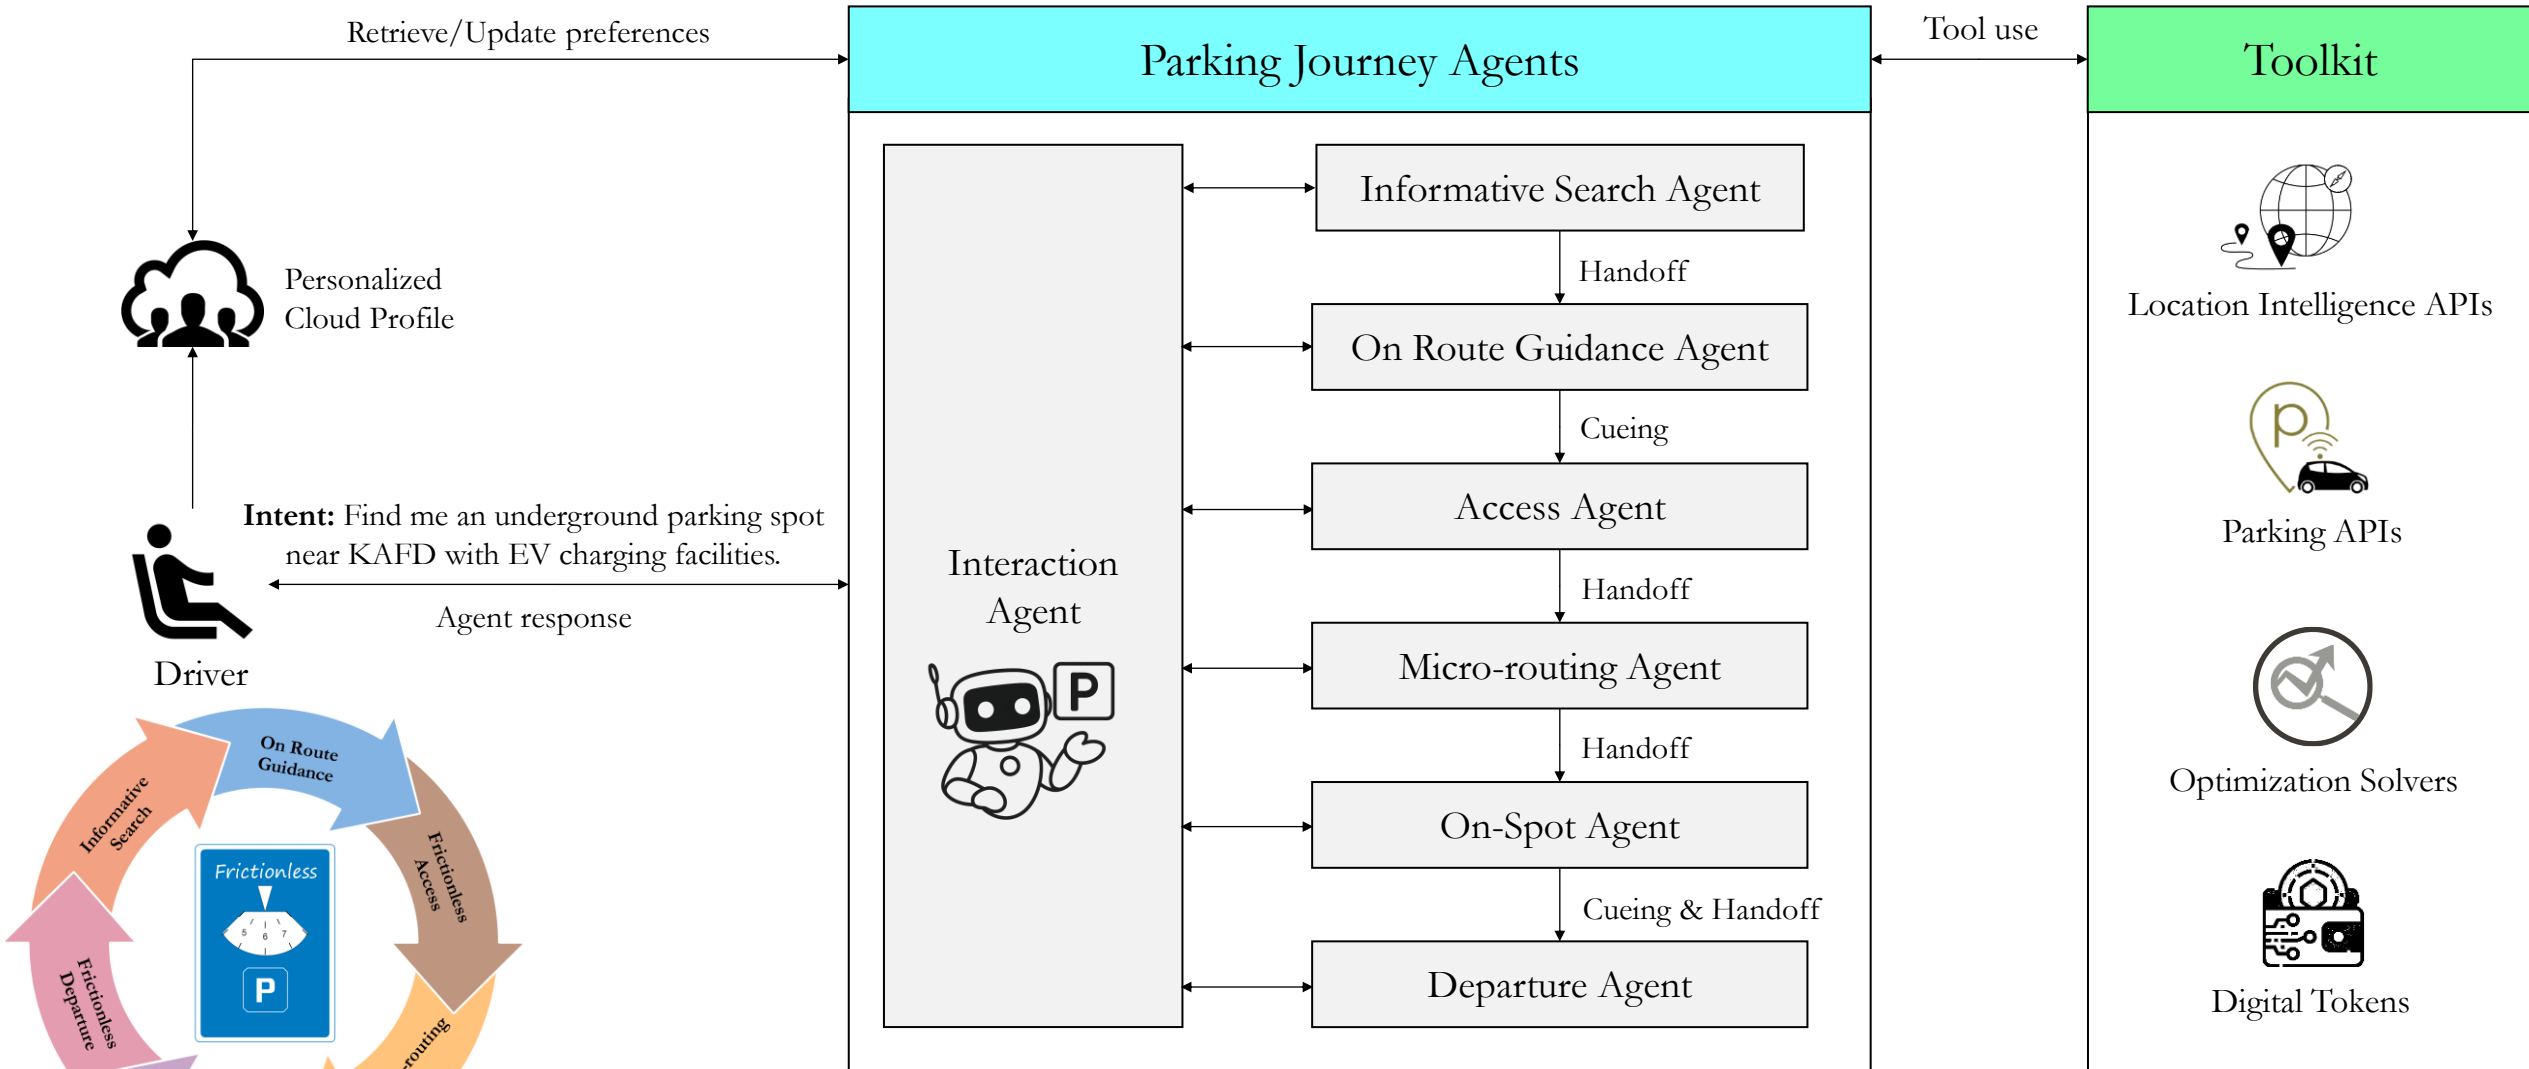 Retrieve/Update preferences
Parking Journey Agents
Tool use
Toolkit
Personalized
Cloud Profile
Intent: Find me an underground parking spot
near KAFD with EV charging facilities.
Agent response
Driver
Interaction
Agent
P
Informative Search Agent
Handoff
On Route Guidance Agent
Cueing
Access Agent
Handoff
Micro-routing Agent
Handoff
On-Spot Agent
Cueing & Handoff
Departure Agent
Location Intelligence APIs
p
Parking APIs
Optimization Solvers
Digital Tokens
On Route
Guidance
Informative
Search
Frictionless
Access
Frictionless
5 6 7
P
Frictionless
Departure
-routing